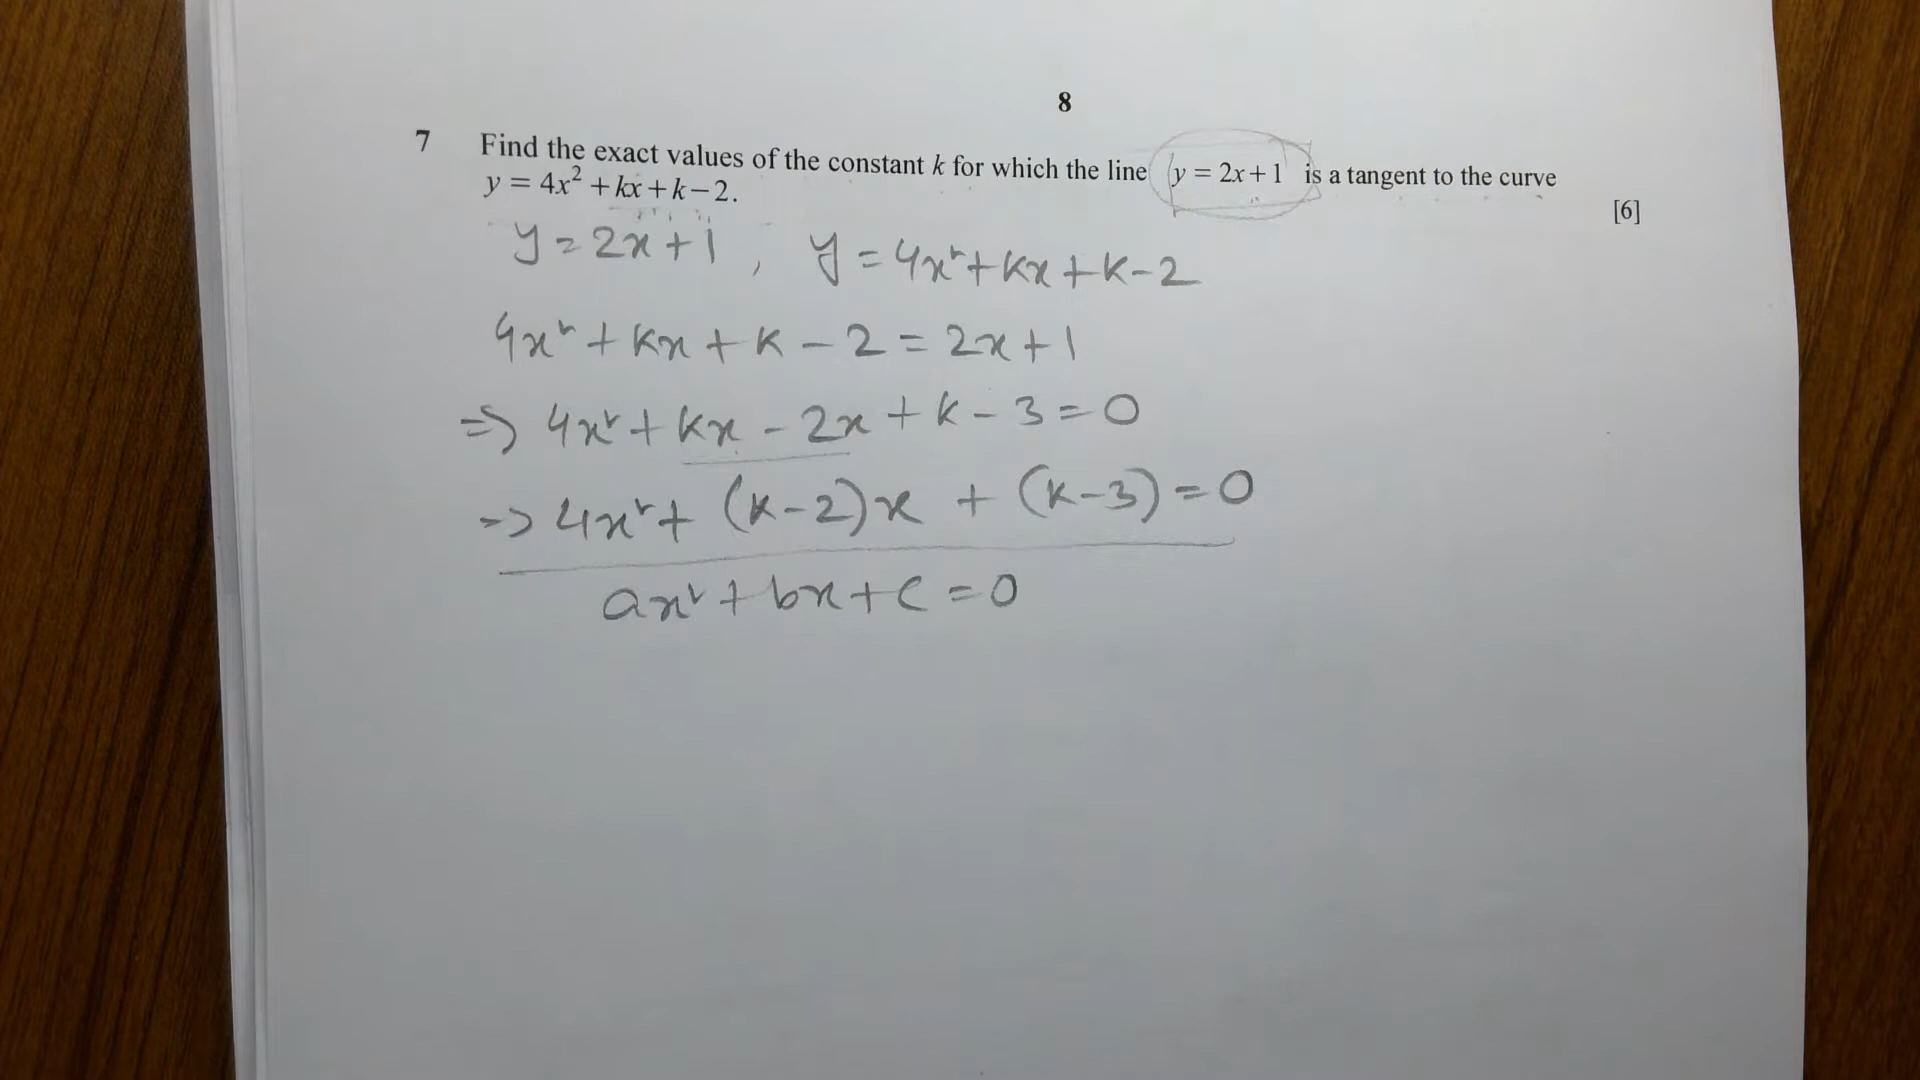 8
7 Find the exact values of the constant k for which the line y = 2x + 1 is a tangent to the curve
y = 4x² + kx + k − 2.
[6]
y = 2x + 1 , y = 4x² + kx + k − 2
4x² + kx + k − 2 = 2x + 1
⇒ 4x² + kx − 2x + k − 3 = 0
⇒ 4x² + (k − 2)x + (k − 3) = 0
ax² + bx + c = 0